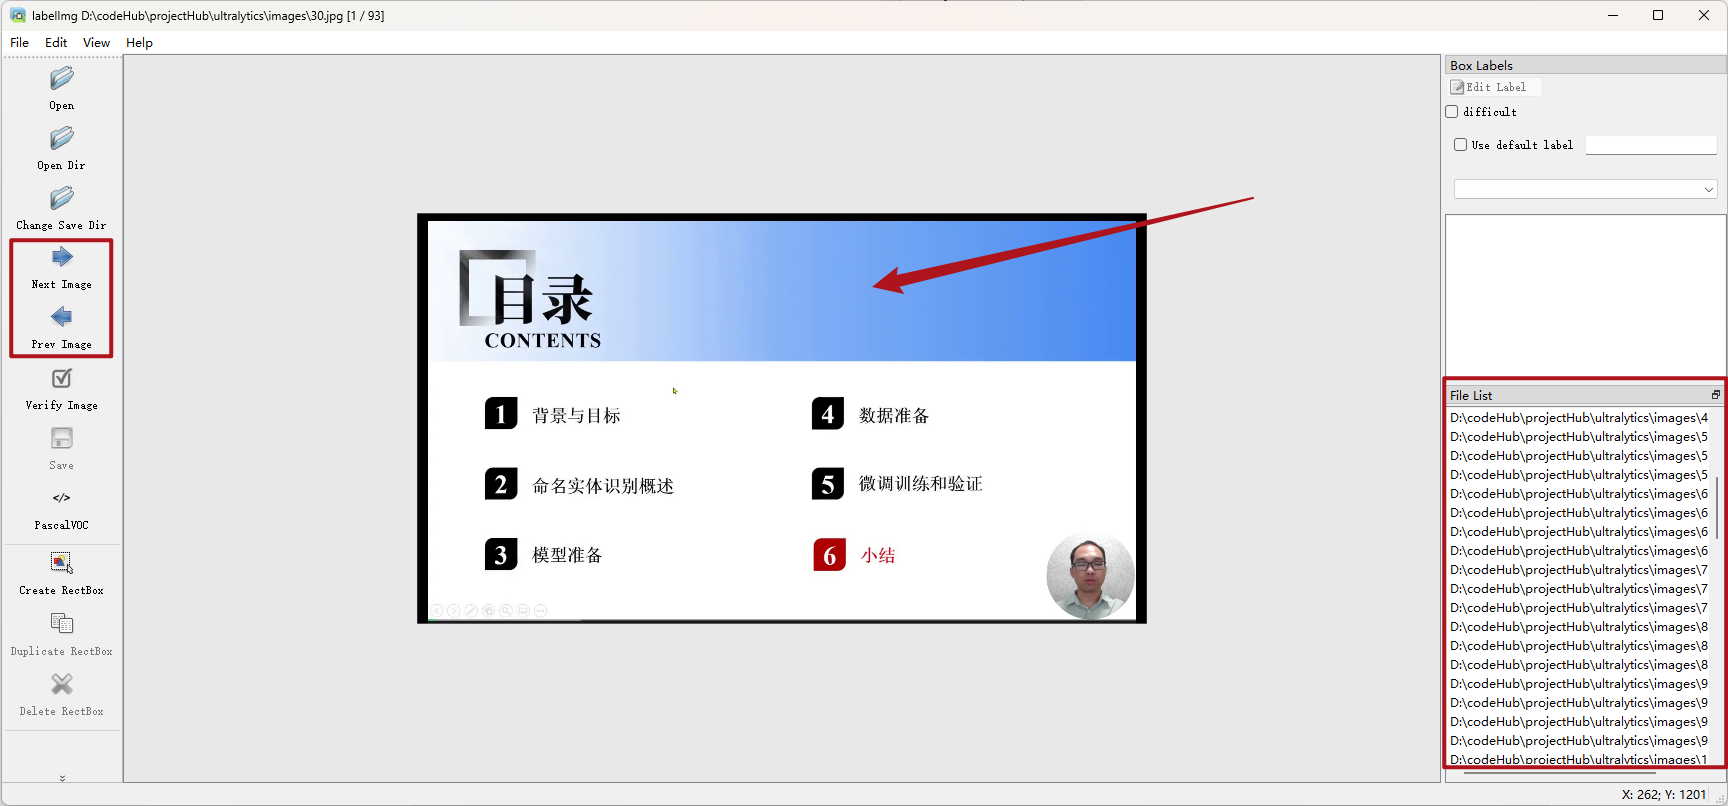 labelImg D:\codeHub\projectHub\ultralytics\images\30.jpg [1 / 93]
File Edit View Help
Open
Open Dir
Change Save Dir
Next Image
Prev Image
Verify Image
Save
</>
PascalVOC
Create RectBox
Duplicate RectBox
Delete RectBox
目录
CONTENTS
1 背景与目标
2 命名实体识别概述
3 模型准备
4 数据准备
5 微调训练和验证
6 小结
Box Labels
Edit Label
difficult
Use default label
File List
D:\codeHub\projectHub\ultralytics\images\4
D:\codeHub\projectHub\ultralytics\images\5
D:\codeHub\projectHub\ultralytics\images\5
D:\codeHub\projectHub\ultralytics\images\5
D:\codeHub\projectHub\ultralytics\images\6
D:\codeHub\projectHub\ultralytics\images\6
D:\codeHub\projectHub\ultralytics\images\6
D:\codeHub\projectHub\ultralytics\images\6
D:\codeHub\projectHub\ultralytics\images\7
D:\codeHub\projectHub\ultralytics\images\7
D:\codeHub\projectHub\ultralytics\images\7
D:\codeHub\projectHub\ultralytics\images\8
D:\codeHub\projectHub\ultralytics\images\8
D:\codeHub\projectHub\ultralytics\images\8
D:\codeHub\projectHub\ultralytics\images\9
D:\codeHub\projectHub\ultralytics\images\9
D:\codeHub\projectHub\ultralytics\images\9
D:\codeHub\projectHub\ultralytics\images\9
D:\codeHub\projectHub\ultralytics\images\1
X: 262; Y: 1201